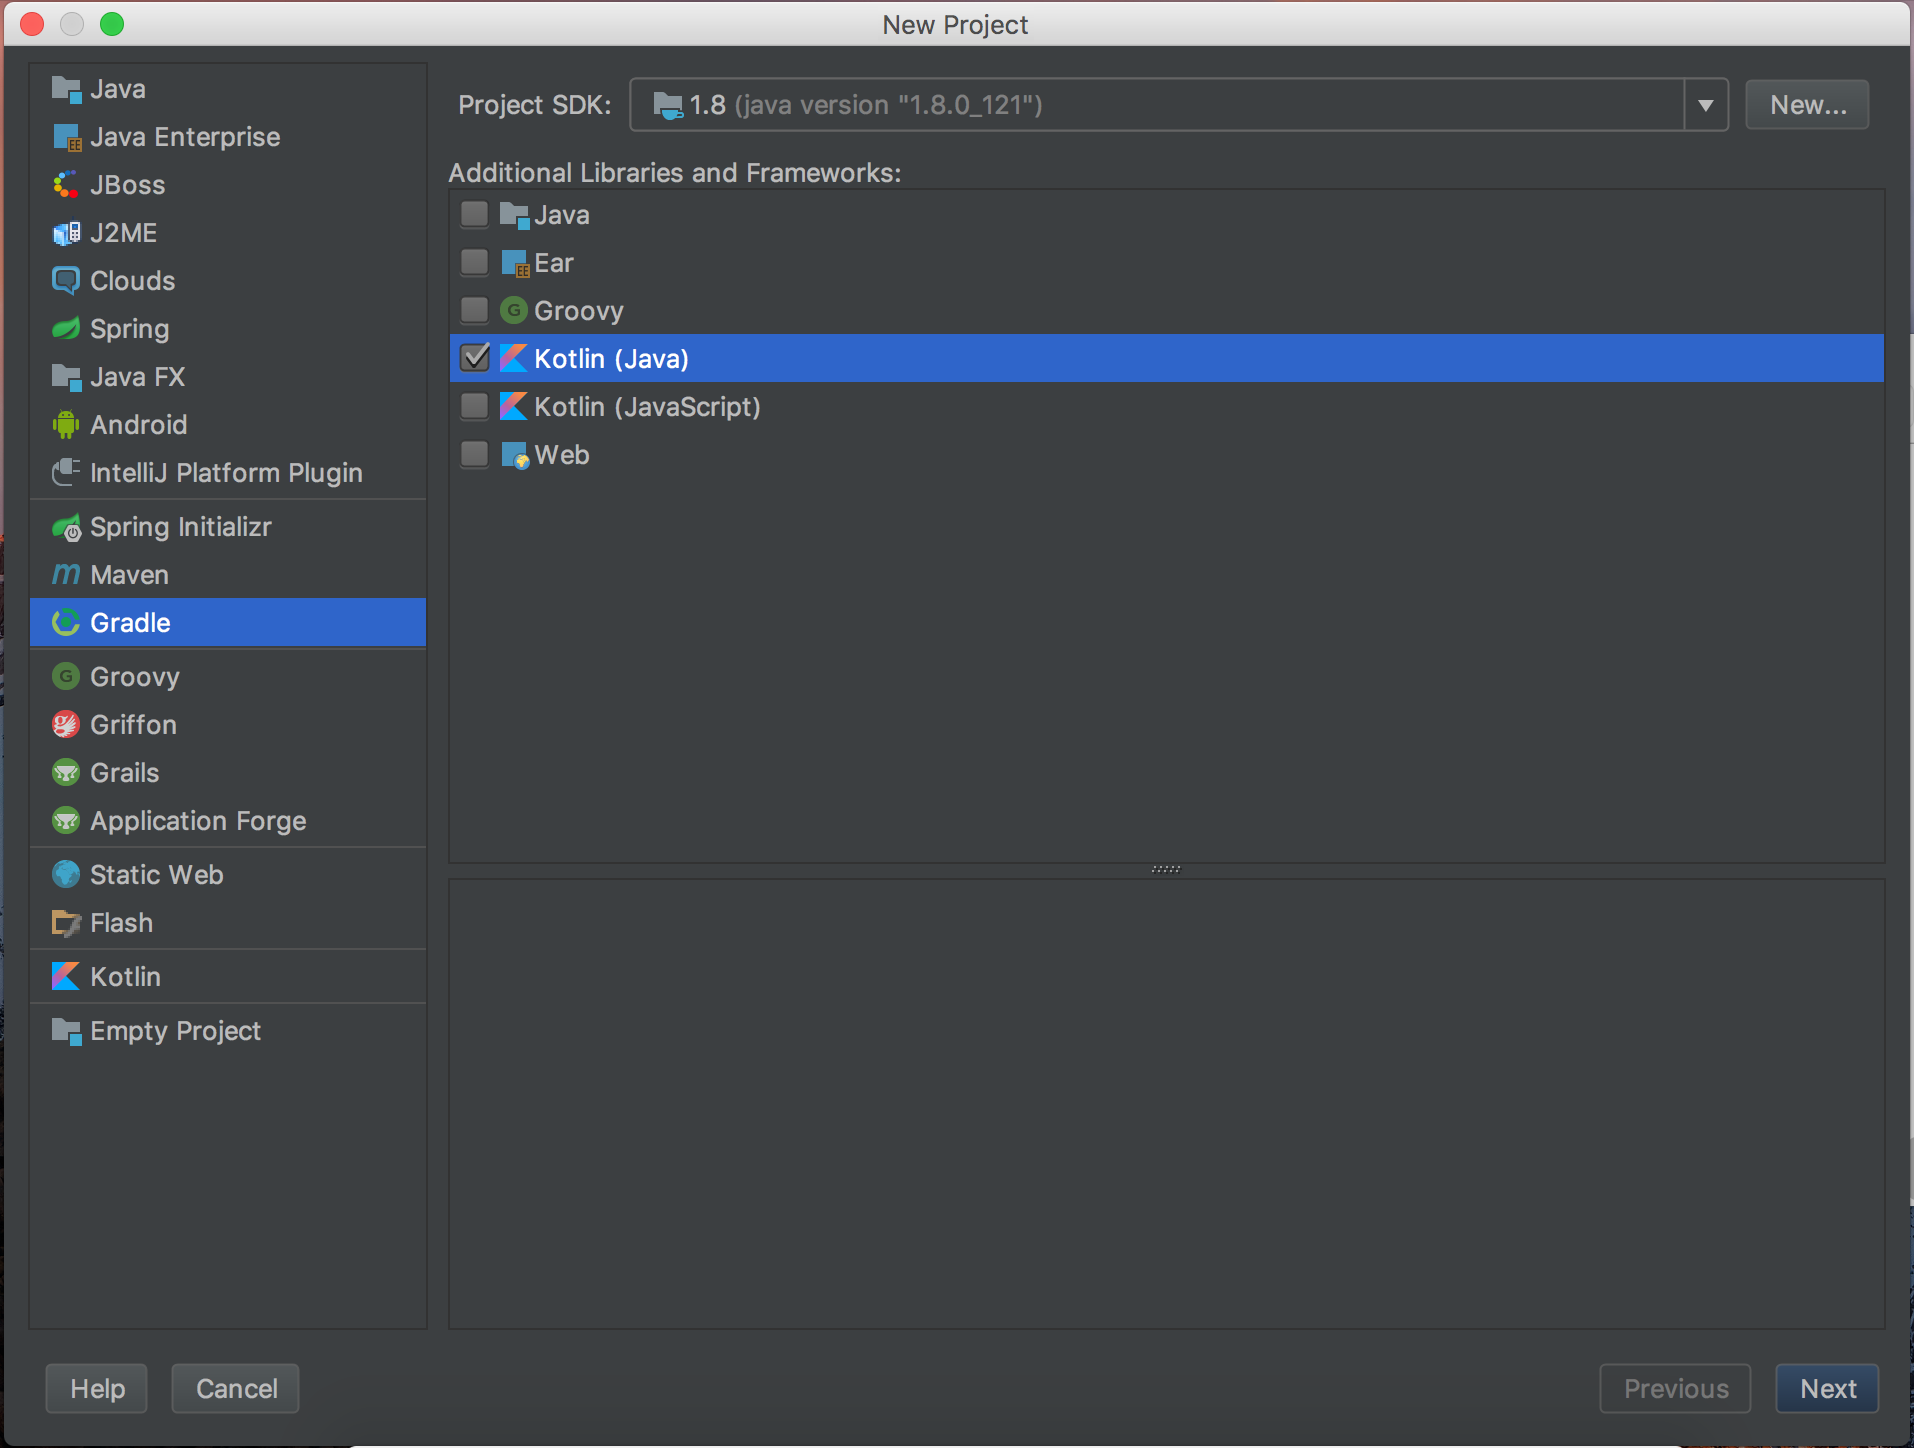 New Project
Java
Java Enterprise
JBoss
J2ME
Clouds
Spring
Java FX
Android
IntelliJ Platform Plugin
Spring Initializr
Maven
Gradle
Groovy
Griffon
Grails
Application Forge
Static Web
Flash
Kotlin
Empty Project
Project SDK: 1.8 (java version "1.8.0_121") New...
Additional Libraries and Frameworks:
Java
Ear
Groovy
Kotlin (Java)
Kotlin (JavaScript)
Web
Help Cancel Previous Next